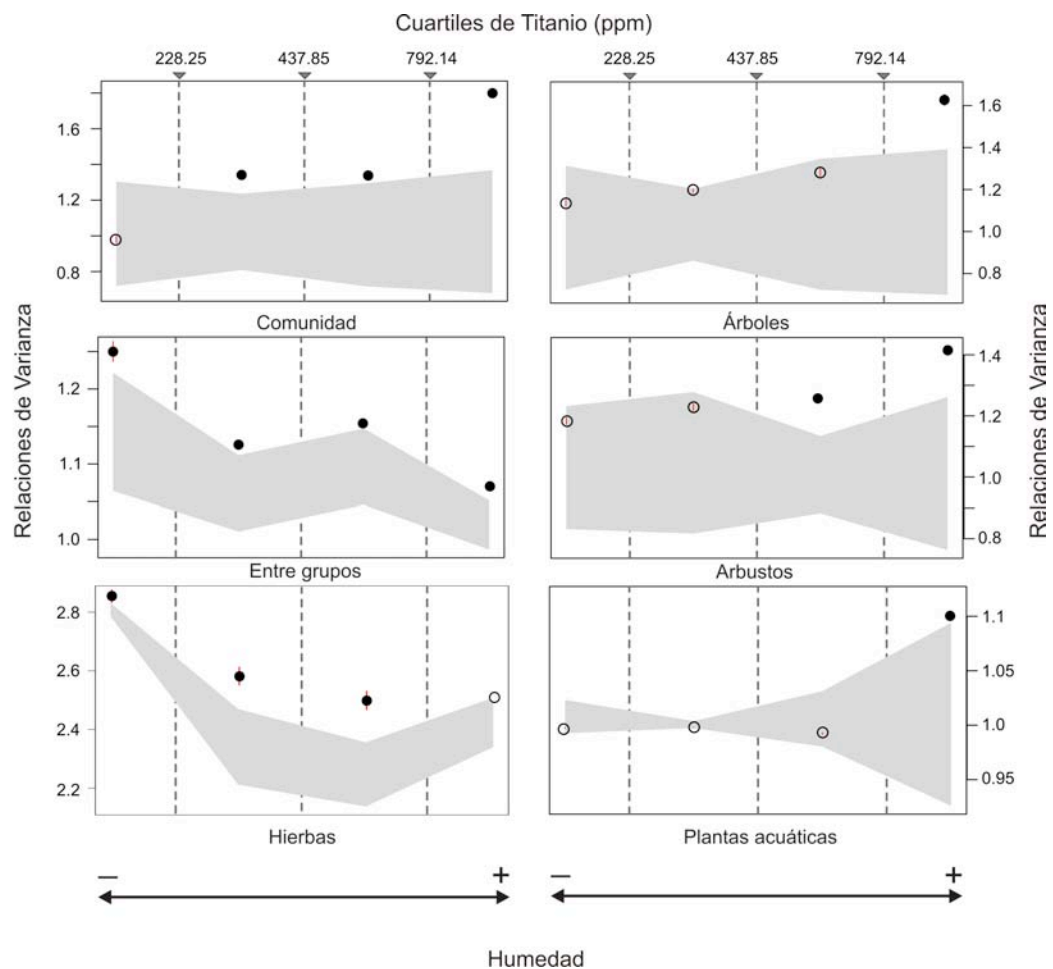 Cuartiles de Titanio (ppm)
228.25 437.85 792.14 228.25 437.85 792.14
1.6
1.2
0.8
1.6
1.4
1.2
1.0
0.8
Comunidad Árboles
Relaciones de Varianza
Relaciones de Varianza
1.2
1.1
1.0
1.4
1.2
1.0
0.8
Entre grupos Arbustos
2.8
2.6
2.4
2.2
1.1
1.05
1.0
0.95
Hierbas Plantas acuáticas
– + – +
Humedad